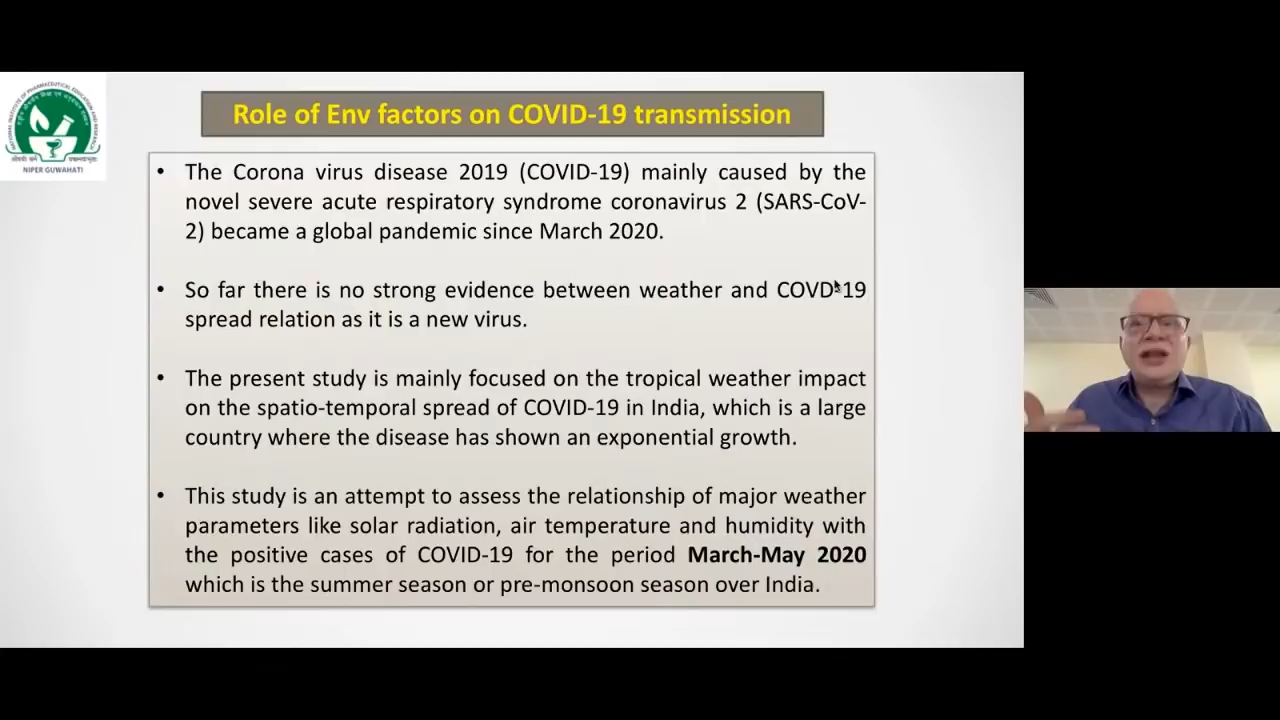 NATIONAL INSTITUTE OF PHARMACEUTICAL EDUCATION AND RESEARCH
NIPER GUWAHATI
Role of Env factors on COVID-19 transmission
• The Corona virus disease 2019 (COVID-19) mainly caused by the
novel severe acute respiratory syndrome coronavirus 2 (SARS-CoV-
2) became a global pandemic since March 2020.
• So far there is no strong evidence between weather and COVD-19
spread relation as it is a new virus.
• The present study is mainly focused on the tropical weather impact
on the spatio-temporal spread of COVID-19 in India, which is a large
country where the disease has shown an exponential growth.
• This study is an attempt to assess the relationship of major weather
parameters like solar radiation, air temperature and humidity with
the positive cases of COVID-19 for the period March-May 2020
which is the summer season or pre-monsoon season over India.